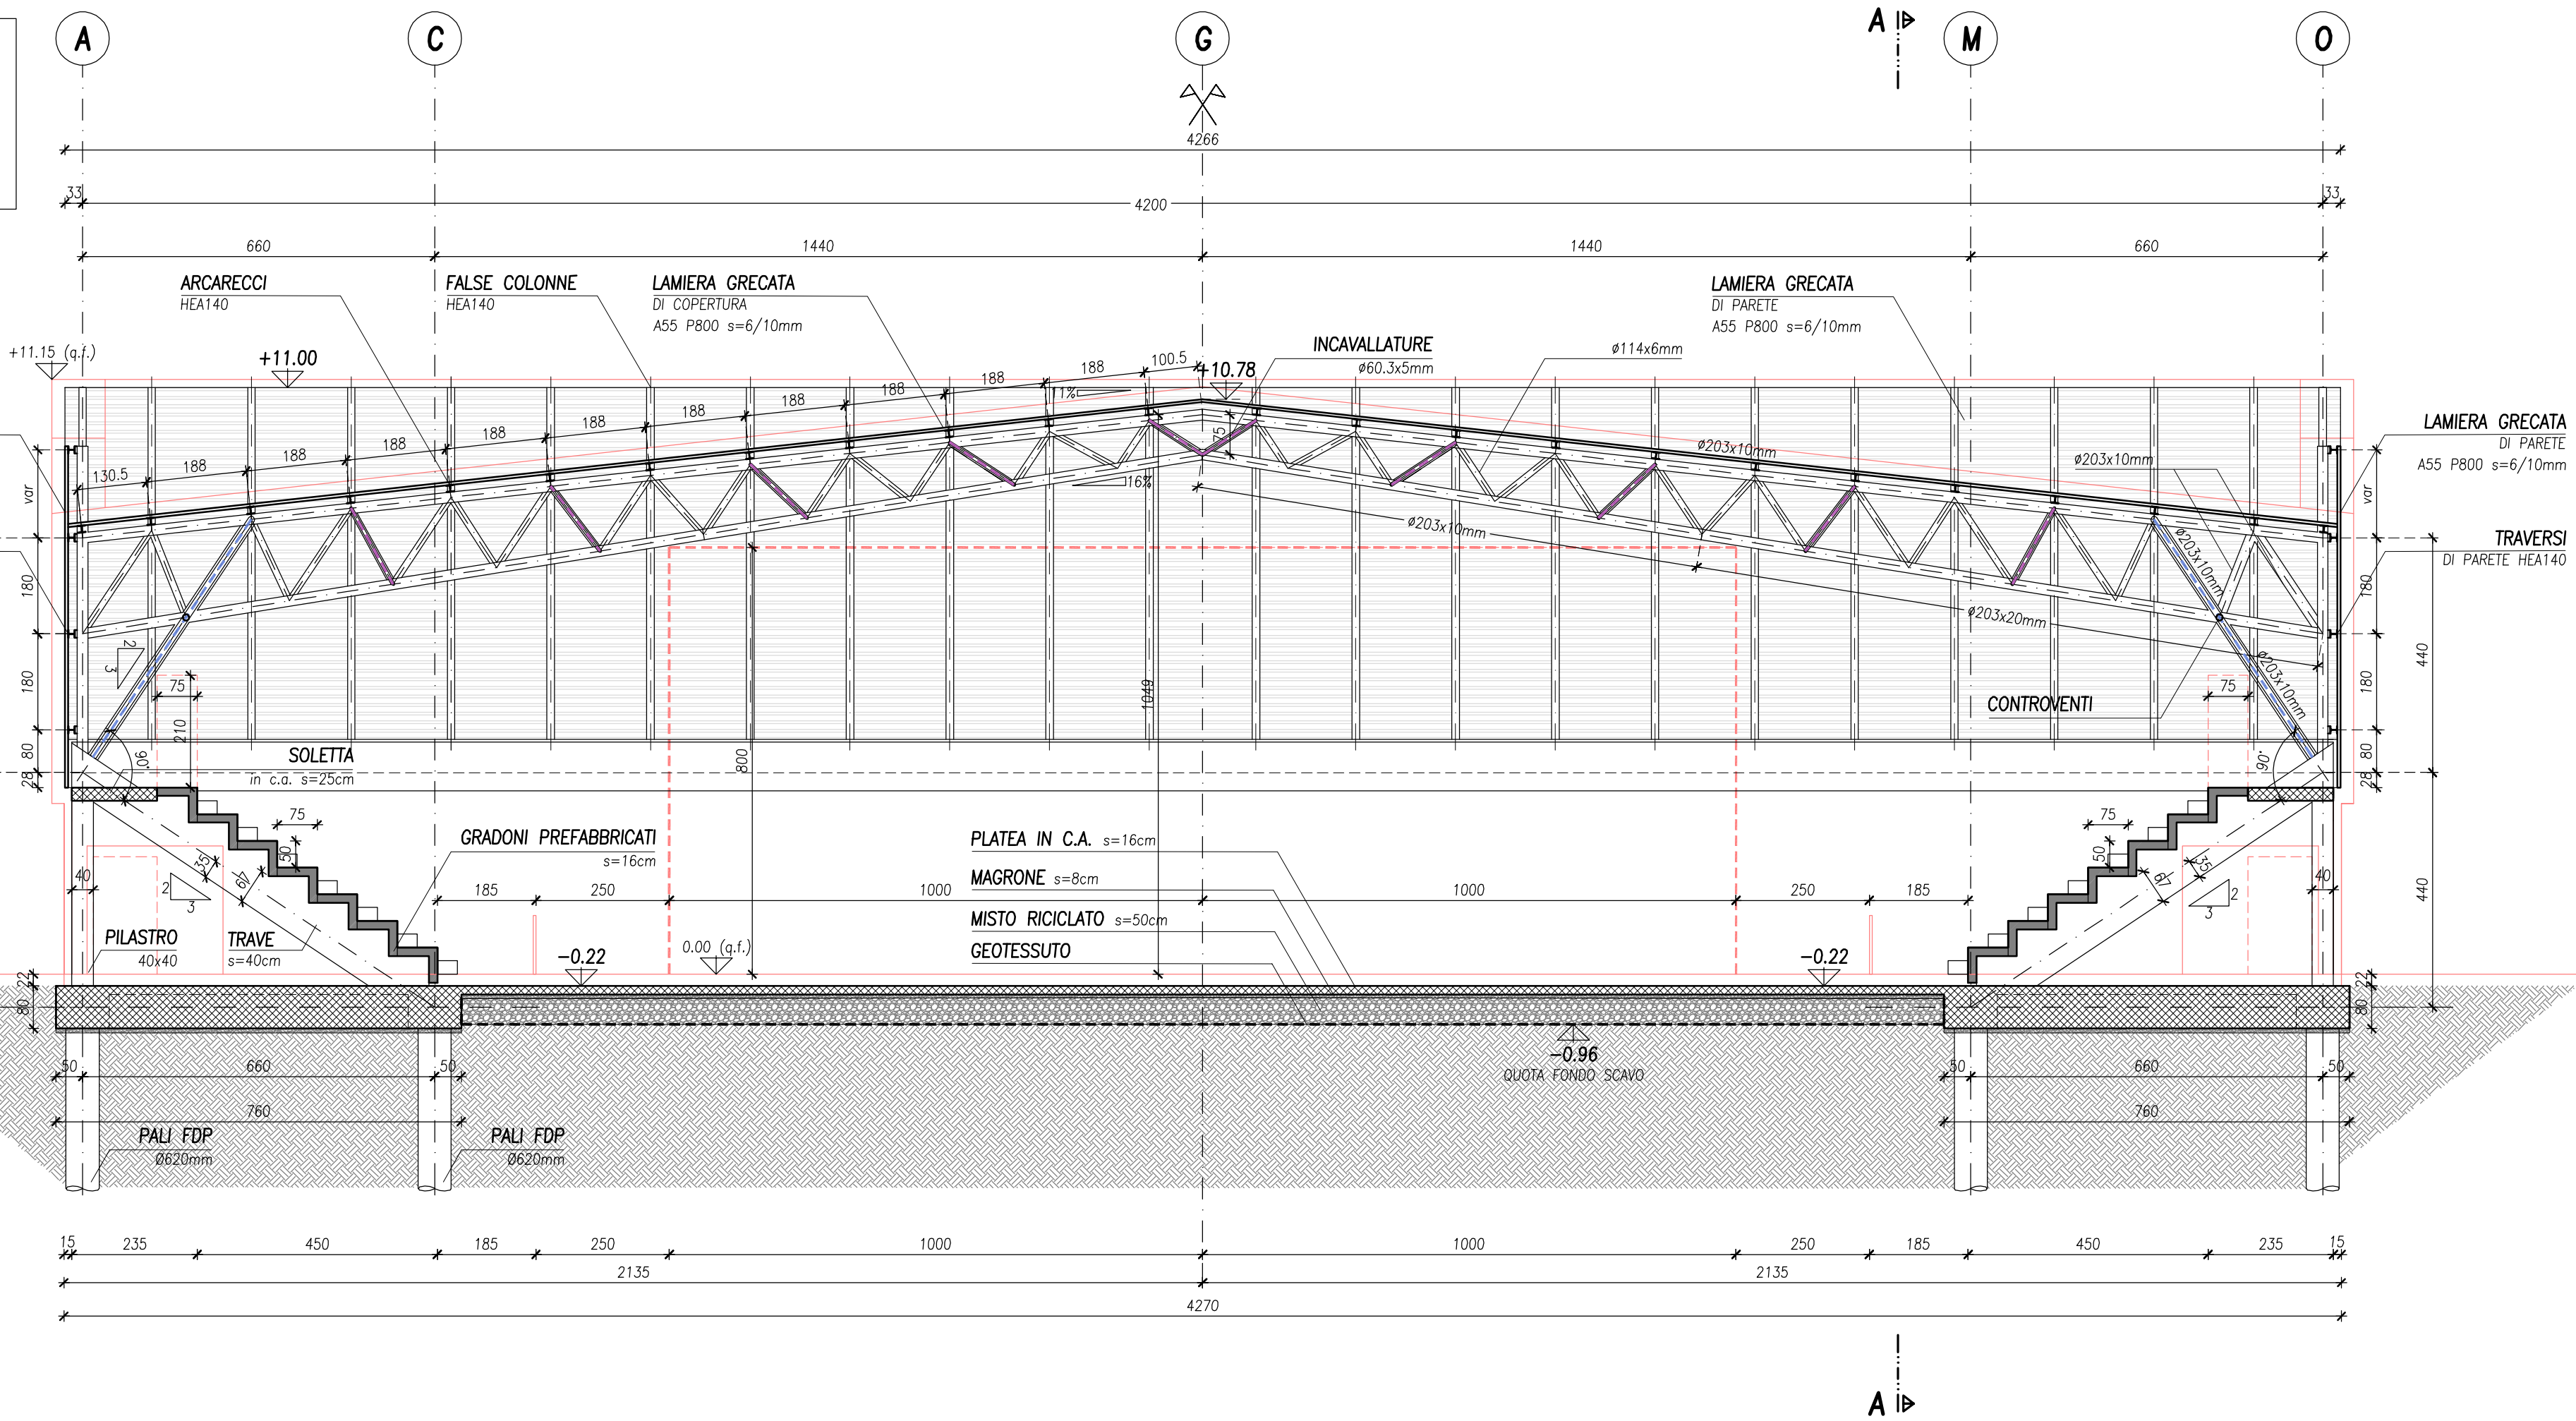 A
C
G
A
M
O
4266
33
4200
33
660
1440
1440
660
ARCARECCI
HEA140
FALSE COLONNE
HEA140
LAMIERA GRECATA
DI COPERTURA
A55 P800 s=6/10mm
LAMIERA GRECATA
DI PARETE
A55 P800 s=6/10mm
INCAVALLATURE
ø60.3x5mm
ø114x6mm
+11.15 (q.f.)
+11.00
+10.78
130.5
188
188
188
188
188
188
188
188
188
188
188
100.5
11%
75
16%
ø203x10mm
ø203x10mm
ø203x10mm
ø203x20mm
ø203x10mm
ø203x10mm
LAMIERA GRECATA
DI PARETE
A55 P800 s=6/10mm
TRAVERSI
DI PARETE HEA140
CONTROVENTI
var
180
180
80
28
2
3
75
210
90°
var
180
180
80
28
440
440
75
90°
1049
800
SOLETTA
in c.a. s=25cm
GRADONI PREFABBRICATI
s=16cm
75
50
35
67
40
2
3
PILASTRO
40x40
TRAVE
s=40cm
185
250
1000
1000
250
185
PLATEA IN C.A. s=16cm
MAGRONE s=8cm
MISTO RICICLATO s=50cm
GEOTESSUTO
75
50
35
67
40
2
3
-0.22
0.00 (q.f.)
-0.22
22
80
22
80
-0.96
QUOTA FONDO SCAVO
50
660
50
760
50
660
50
760
PALI FDP
Ø620mm
PALI FDP
Ø620mm
15
235
450
185
250
1000
1000
250
185
450
235
15
2135
2135
4270
A